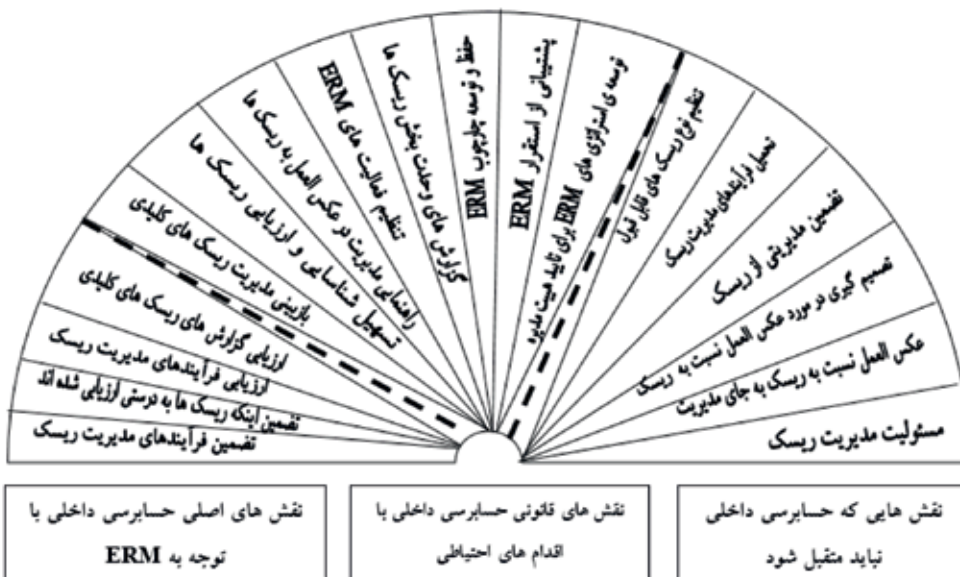 تضمین فرآیندهای مدیریت ریسک
تضمین اینکه ریسک ها به درستی ارزیابی شده اند
ارزیابی فرآیندهای مدیریت ریسک
ارزیابی گزارش های ریسک های کلیدی
بازبینی مدیریت ریسک های کلیدی
تسهیل شناسایی و ارزیابی ریسک ها
راهنمایی مدیریت در عکس العمل به ریسک ها
تنظیم فعالیت های ERM
گزارش های وحدت بخش ریسک ها
حفظ و توسعه چارچوب ERM
پشتیبانی از استقرار ERM
توسعه ی استراتژی های ERM برای تایید هییت مدیره
تنظیم نوع ریسک های قابل قبول
تحمیل فرآیندهای مدیریت ریسک
تضمین مدیریتی از ریسک
تصمیم گیری در مورد عکس العمل نسبت به ریسک
عکس العمل نسبت به ریسک به جای مدیریت
مسئولیت مدیریت ریسک
نقش هایی که حسابرسی داخلی
نباید متقبل شود
نقش های قانونی حسابرسی داخلی با
اقدام های احتیاطی
نقش های اصلی حسابرسی داخلی با
توجه به ERM